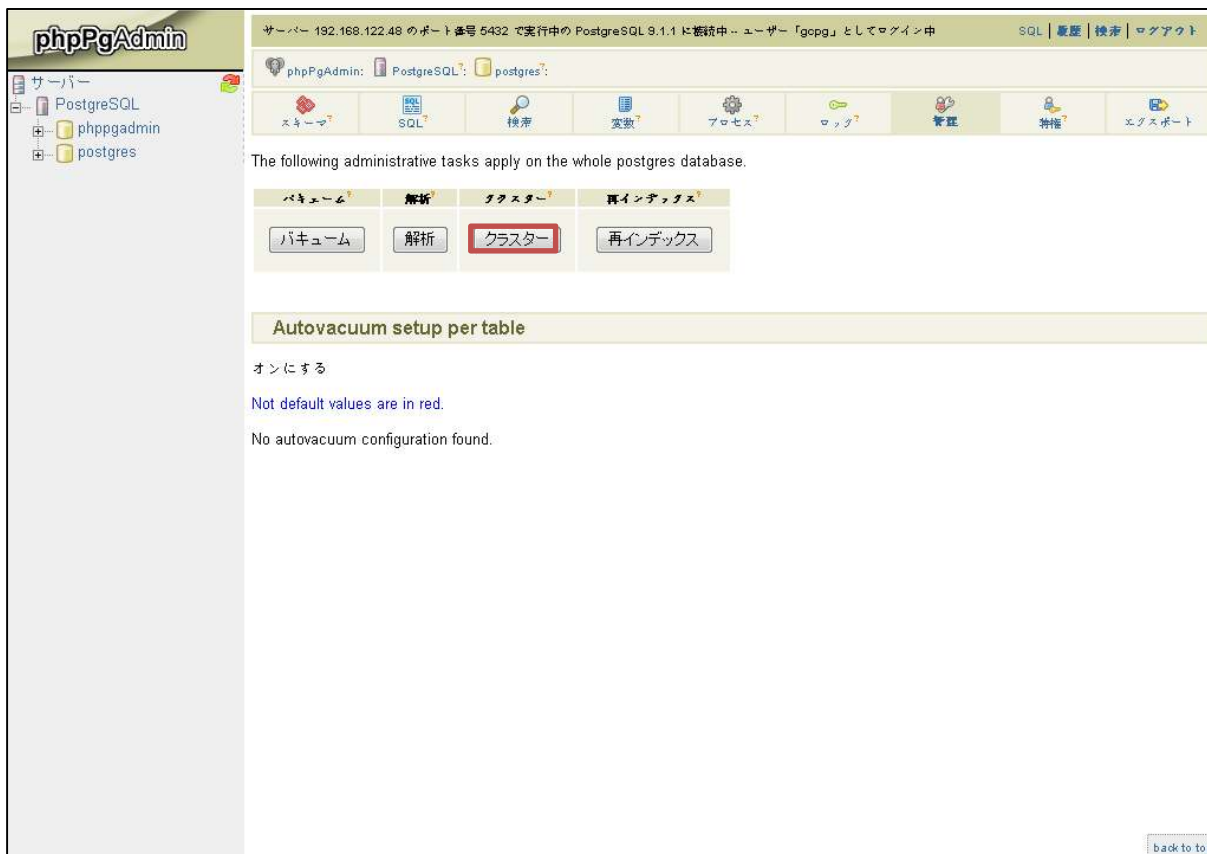 phpPgAdmin
サーバー
PostgreSQL
phppgadmin
postgres
サーバー 192.168.122.48 のポート番号 5432 で実行中の PostgreSQL 9.1.1 に接続中 -- ユーザー 「gcpg」としてログイン中
SQL | 履歴 | 検索 | ログアウト
phpPgAdmin: PostgreSQL?: postgres?:
スキーマ? SQL? 検索 変数? プロセス? ロック? 管理 特権? エクスポート
The following administrative tasks apply on the whole postgres database.
バキューム? 解析? クラスター? 再インデックス?
バキューム 解析 クラスター 再インデックス
Autovacuum setup per table
オンにする
Not default values are in red.
No autovacuum configuration found.
back to to